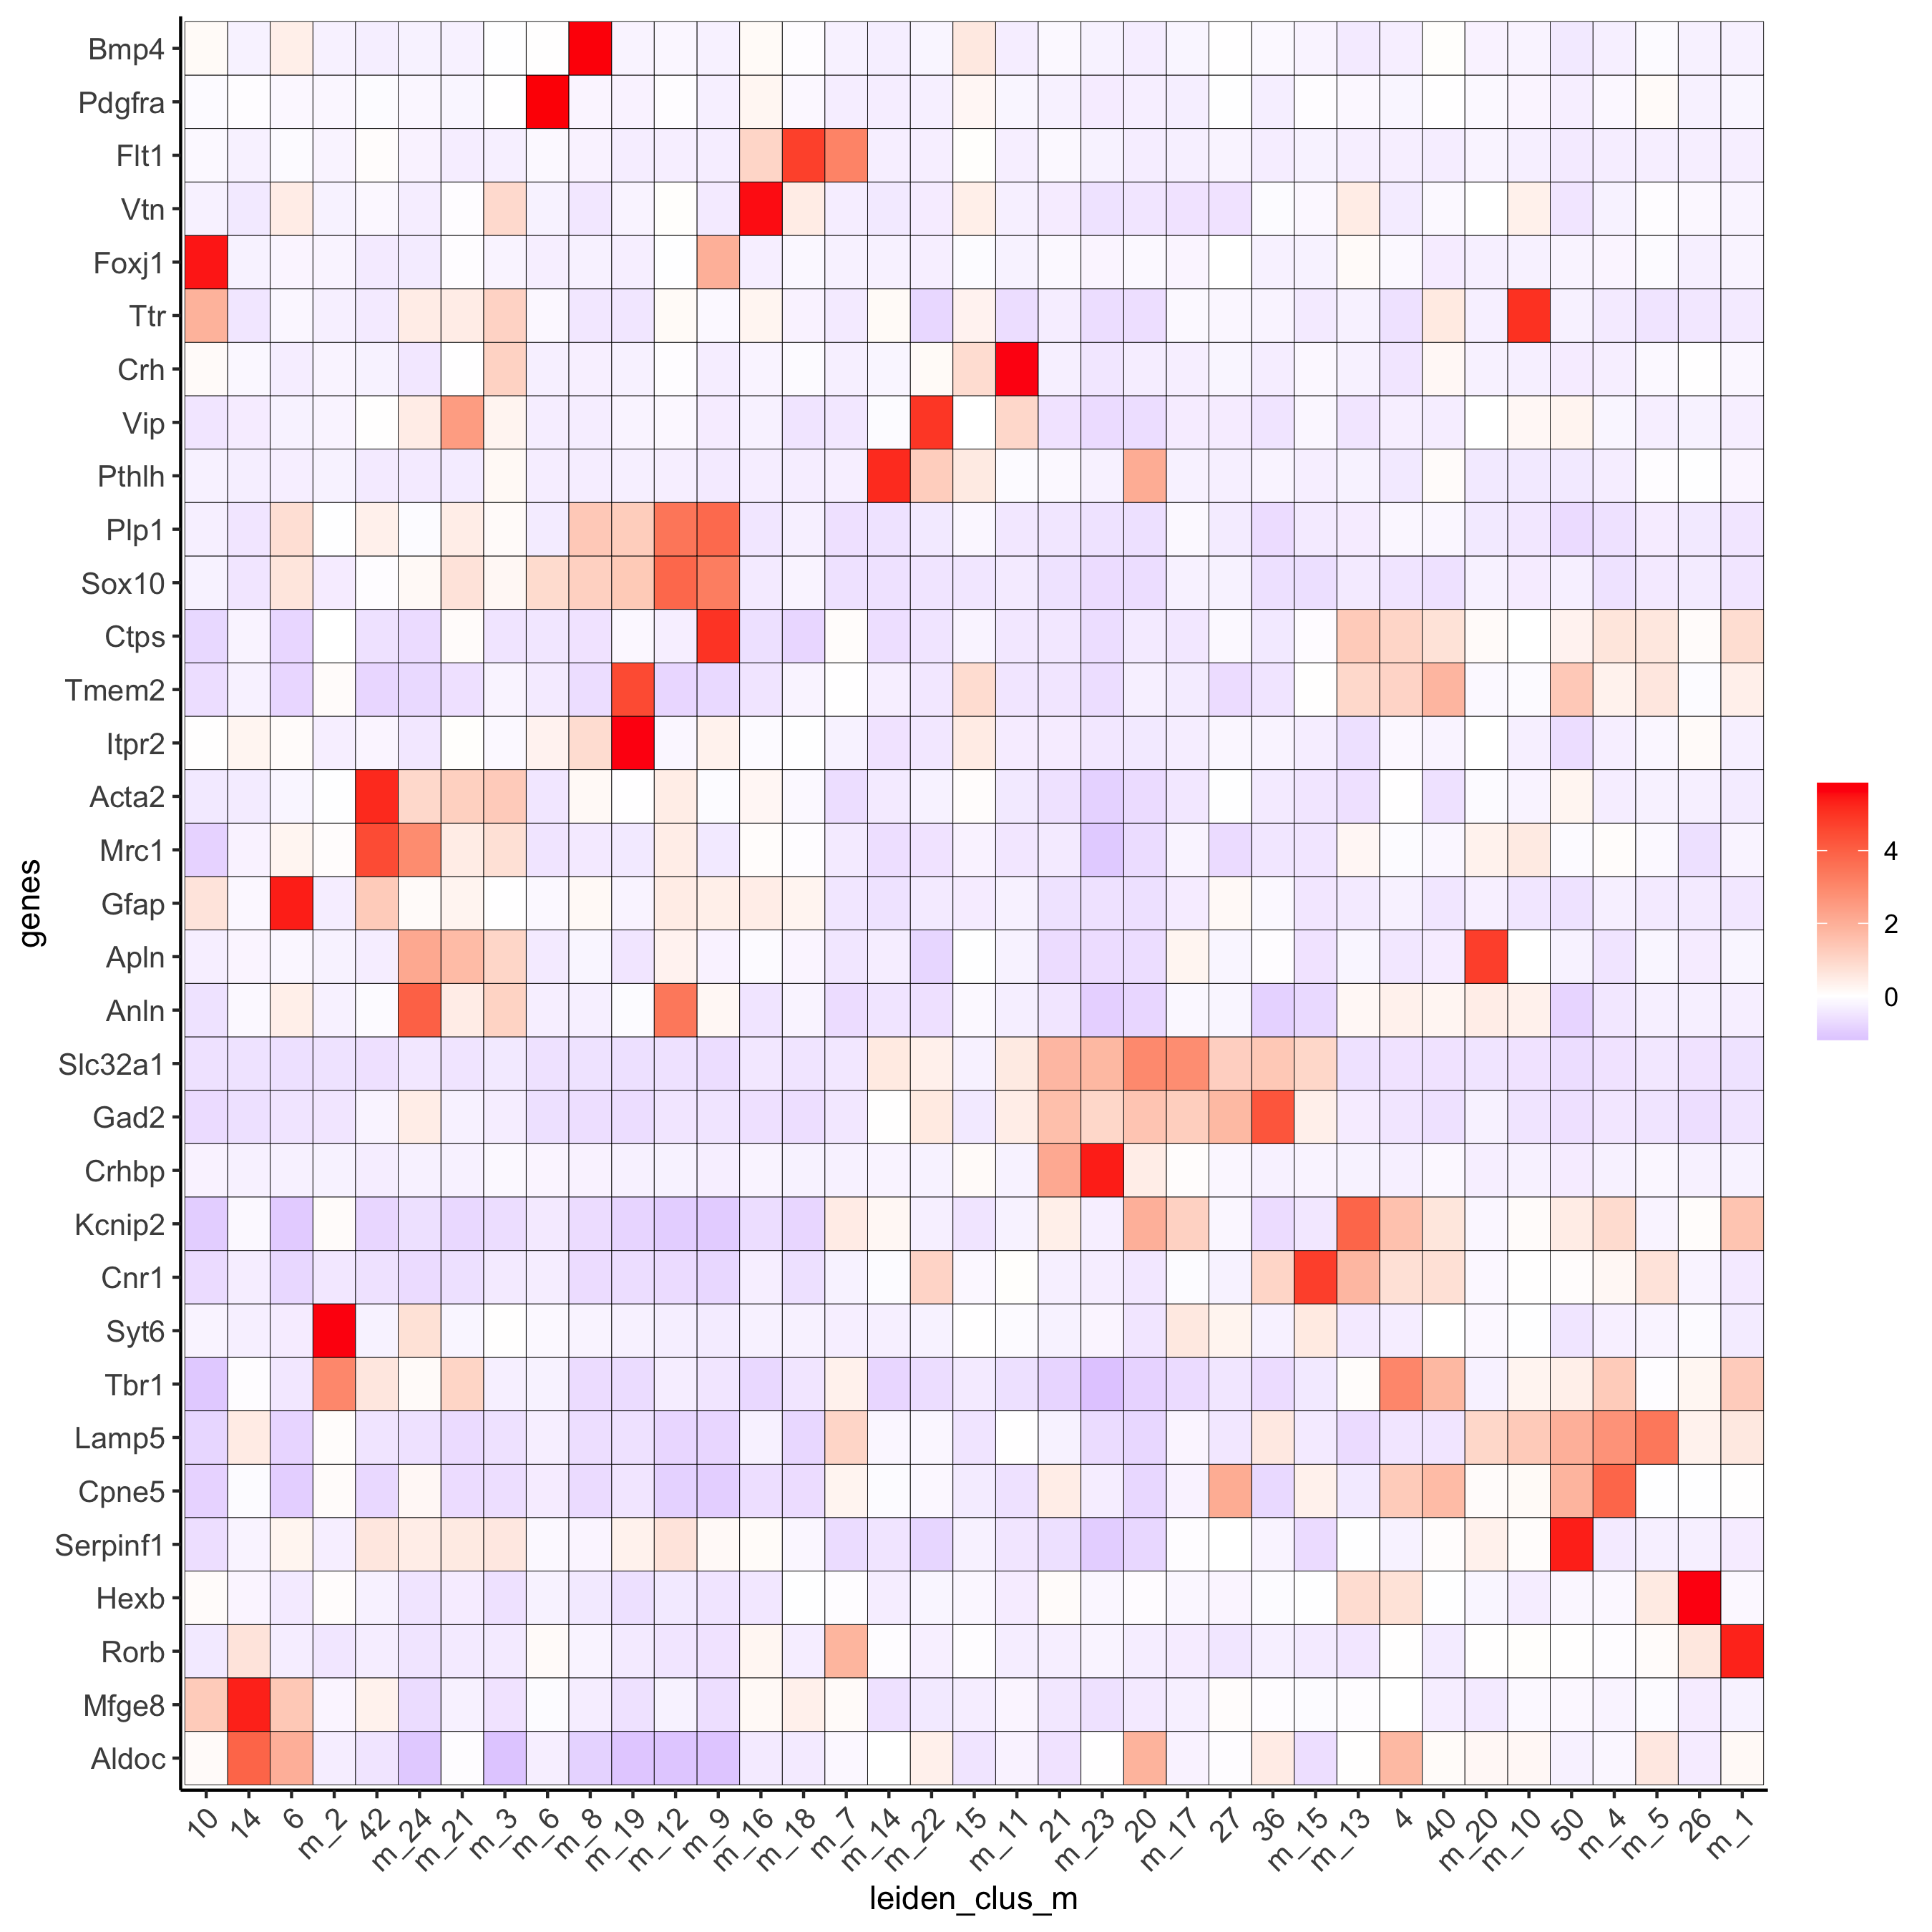 Bmp4
Pdgfra
Flt1
Vtn
Foxj1
Ttr
Crh
Vip
Pthlh
Plp1
Sox10
Ctps
Tmem2
Itpr2
Acta2
Mrc1
Gfap
Apln
Anln
Slc32a1
Gad2
Crhbp
Kcnip2
Cnr1
Syt6
Tbr1
Lamp5
Cpne5
Serpinf1
Hexb
Rorb
Mfge8
Aldoc
genes
10
14
6
m_2
42
m_24
m_21
m_3
m_6
m_8
m_19
m_12
m_9
m_16
m_18
m_7
m_14
m_22
15
m_11
21
m_23
20
m_17
27
36
m_15
m_13
4
40
m_20
m_10
50
m_4
m_5
26
m_1
leiden_clus_m
4
2
0